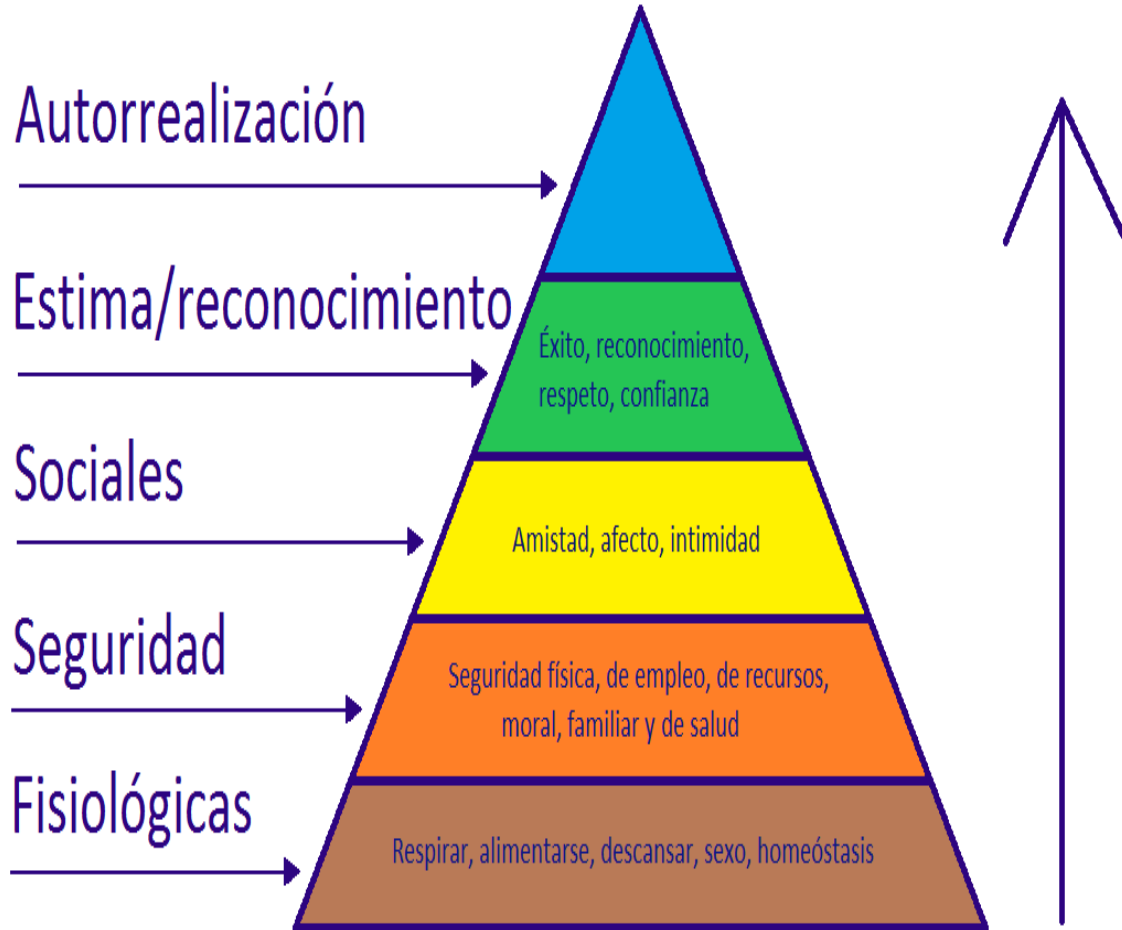 Autorrealización
Estima/reconocimiento
Éxito, reconocimiento,
respeto, confianza
Sociales
Amistad, afecto, intimidad
Seguridad
Seguridad física, de empleo, de recursos,
moral, familiar y de salud
Fisiológicas
Respirar, alimentarse, descansar, sexo, homeóstasis